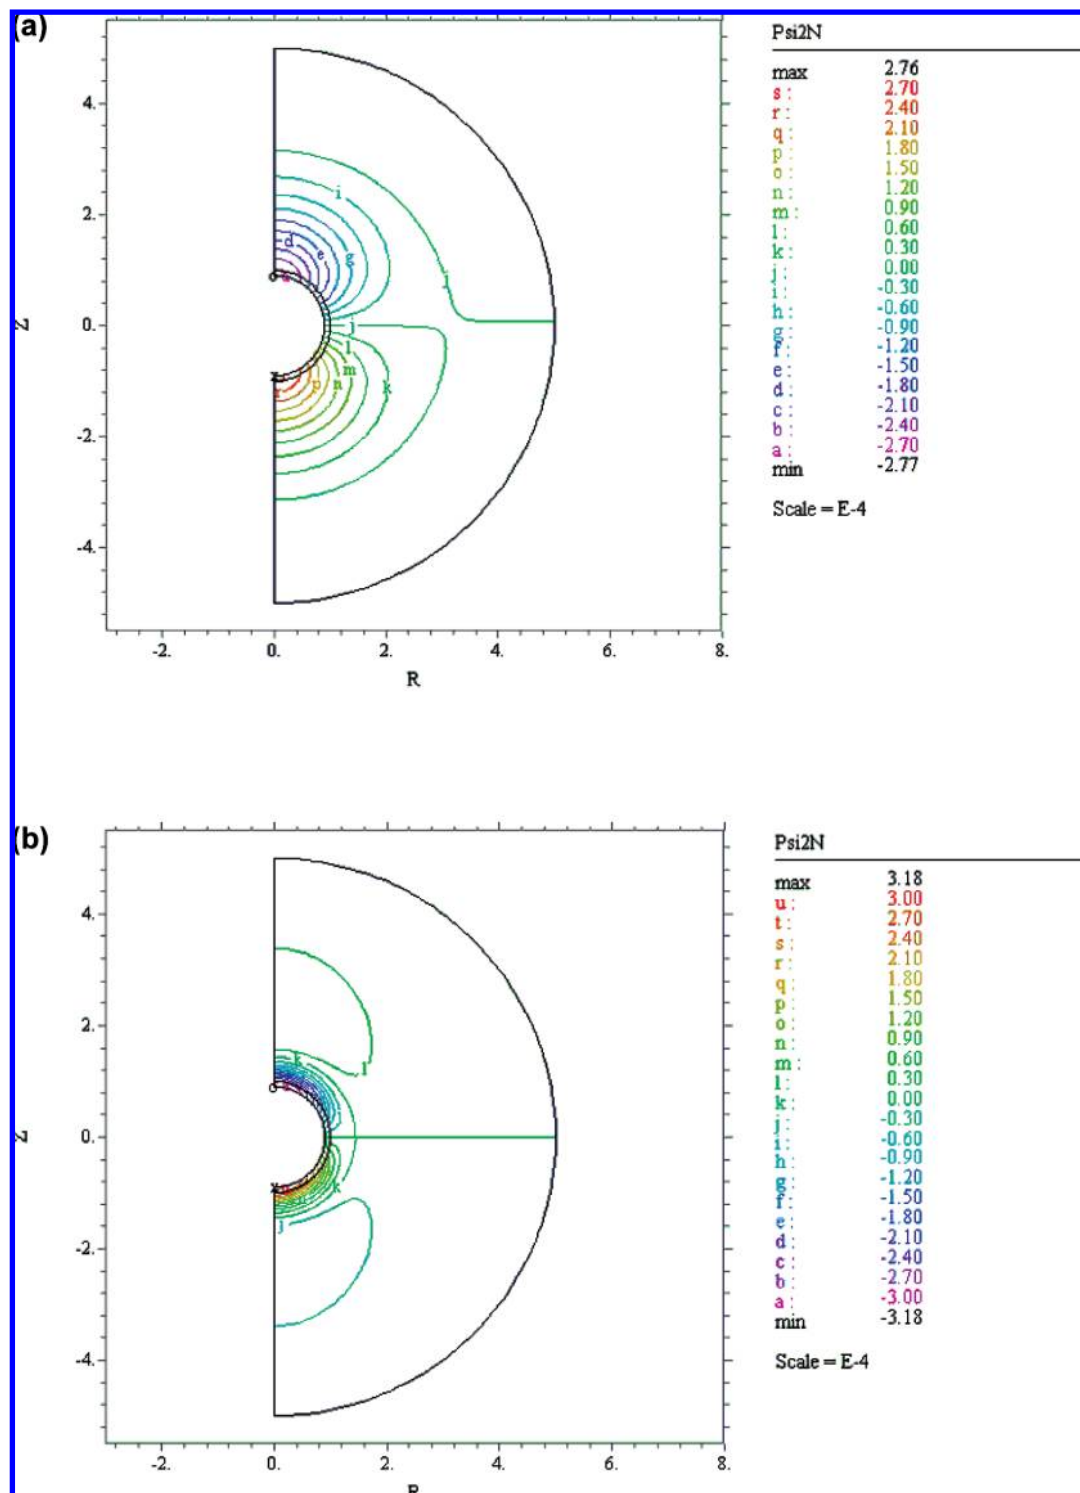 (a)
Psi2N
max 2.76
s : 2.70
r : 2.40
q : 2.10
p : 1.80
o : 1.50
n : 1.20
m : 0.90
l : 0.60
k : 0.30
j : 0.00
i : -0.30
h : -0.60
g : -0.90
f : -1.20
e : -1.50
d : -1.80
c : -2.10
b : -2.40
a : -2.70
min -2.77
Scale = E-4
4.
2.
0.
-2.
-4.
Z
i
d
e
g
o
j
j
x
l
m
p
n
k
r
-2. 0. 2. 4. 6. 8.
R
(b)
Psi2N
max 3.18
u : 3.00
t : 2.70
s : 2.40
r : 2.10
q : 1.80
p : 1.50
o : 1.20
n : 0.90
m : 0.60
l : 0.30
k : 0.00
j : -0.30
i : -0.60
h : -0.90
g : -1.20
f : -1.50
e : -1.80
d : -2.10
c : -2.40
b : -2.70
a : -3.00
min -3.18
Scale = E-4
4.
2.
0.
-2.
-4.
Z
k
l
o
x
k
j
-2. 0. 2. 4. 6. 8.
R